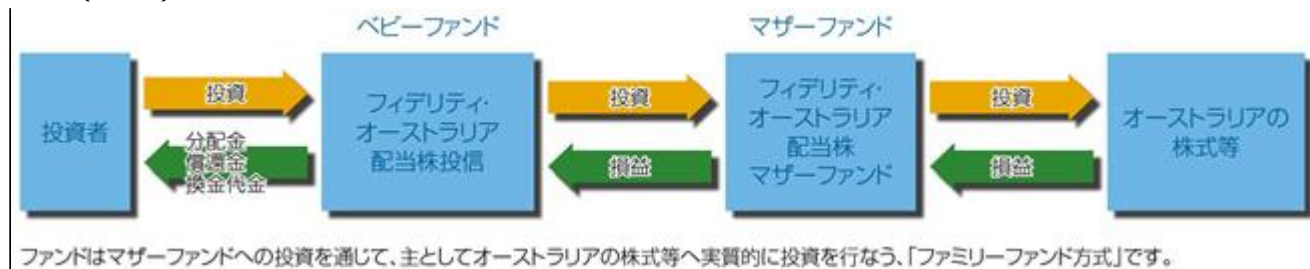 ベビーファンド
マザーファンド
投資者
投資
分配金
償還金
換金代金
フィデリティ・
オーストラリア
配当株投信
投資
損益
フィデリティ・
オーストラリア
配当株
マザーファンド
投資
損益
オーストラリアの
株式等
ファンドはマザーファンドへの投資を通じて、主としてオーストラリアの株式等へ実質的に投資を行なう、「ファミリーファンド方式」です。